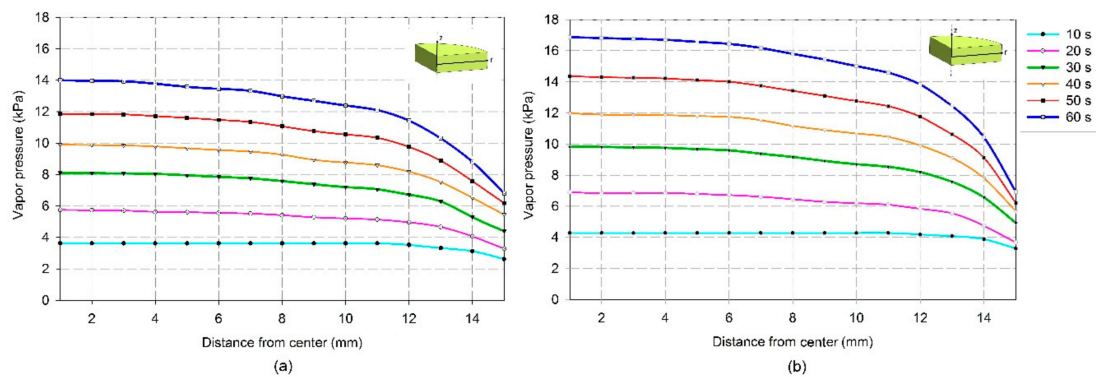 18
16
14
12
10
8
6
4
2
0
Vapor pressure (kPa)
z
r
2 4 6 8 10 12 14
Distance from center (mm)
(a)
18
16
14
12
10
8
6
4
2
0
Vapor pressure (kPa)
z
r
2 4 6 8 10 12 14
Distance from center (mm)
(b)
10 s
20 s
30 s
40 s
50 s
60 s